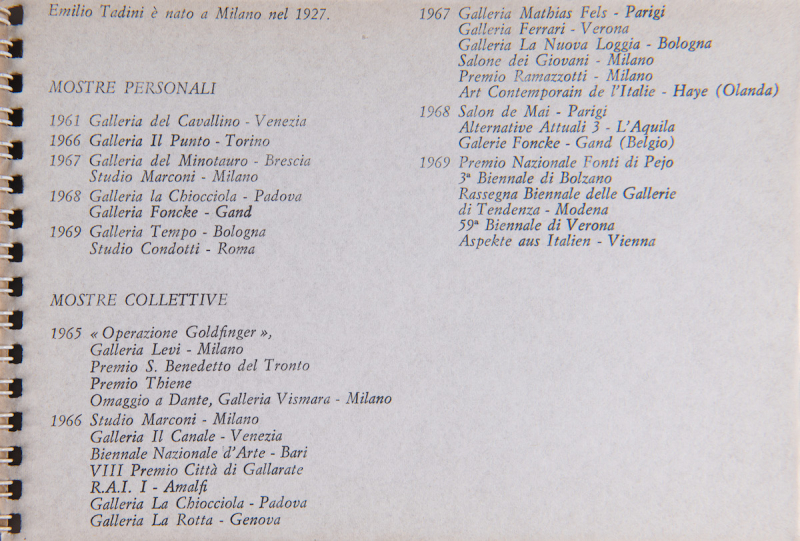 Emilio Tadini è nato a Milano nel 1927.
MOSTRE PERSONALI
1961 Galleria del Cavallino - Venezia
1966 Galleria Il Punto - Torino
1967 Galleria del Minotauro - Brescia
Studio Marconi - Milano
1968 Galleria la Chiocciola - Padova
Galleria Foncke - Gand
1969 Galleria Tempo - Bologna
Studio Condotti - Roma
MOSTRE COLLETTIVE
1965 « Operazione Goldfinger »,
Galleria Levi - Milano
Premio S. Benedetto del Tronto
Premio Thiene
Omaggio a Dante, Galleria Vismara - Milano
1966 Studio Marconi - Milano
Galleria Il Canale - Venezia
Biennale Nazionale d'Arte - Bari
VIII Premio Città di Gallarate
R.A.I. I - Amalfi
Galleria La Chiocciola - Padova
Galleria La Rotta - Genova
1967 Galleria Mathias Fels - Parigi
Galleria Ferrari - Verona
Galleria La Nuova Loggia - Bologna
Salone dei Giovani - Milano
Premio Ramazzotti - Milano
Art Contemporain de l'Italie - Haye (Olanda)
1968 Salon de Mai - Parigi
Alternative Attuali 3 - L'Aquila
Galerie Foncke - Gand (Belgio)
1969 Premio Nazionale Fonti di Pejo
3ª Biennale di Bolzano
Rassegna Biennale delle Gallerie
di Tendenza - Modena
59ª Biennale di Verona
Aspekte aus Italien - Vienna